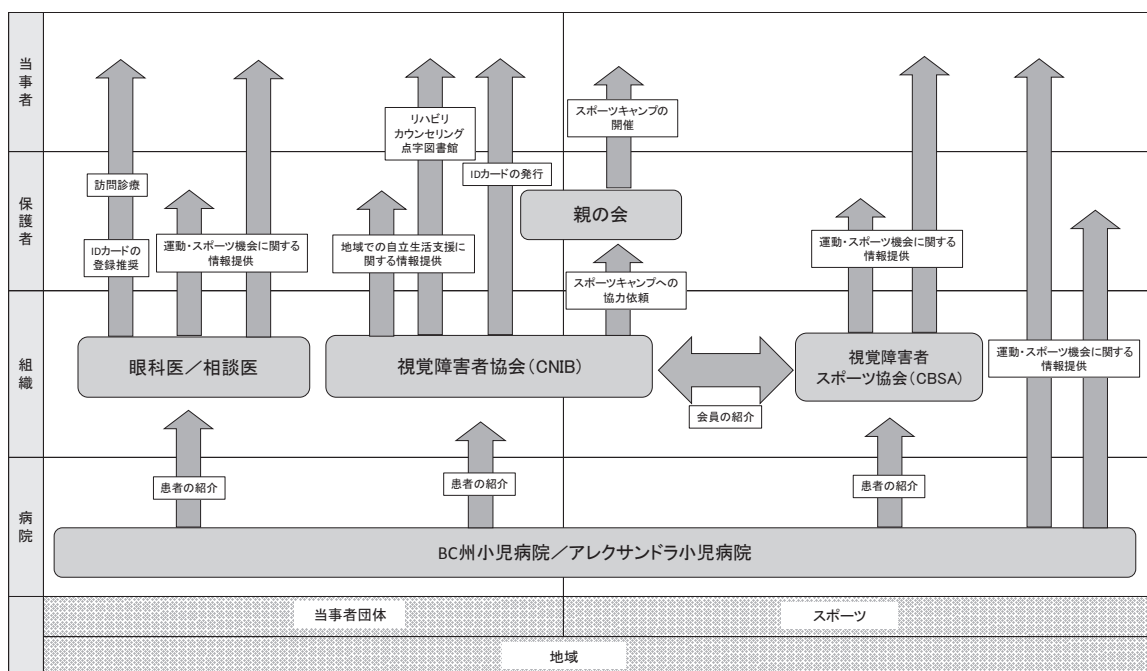 当事者
リハビリ
カウンセリング
点字図書館
スポーツキャンプの
開催
保護者
訪問診療
IDカードの発行
親の会
IDカードの
登録推奨
運動・スポーツ機会に関する
情報提供
地域での自立生活支援に
関する情報提供
スポーツキャンプへの
協力依頼
運動・スポーツ機会に関する
情報提供
組織
眼科医／相談医
視覚障害者協会(CNIB)
会員の紹介
視覚障害者
スポーツ協会(CBSA)
運動・スポーツ機会に関する
情報提供
病院
患者の紹介
患者の紹介
患者の紹介
BC州小児病院／アレクサンドラ小児病院
当事者団体
スポーツ
地域